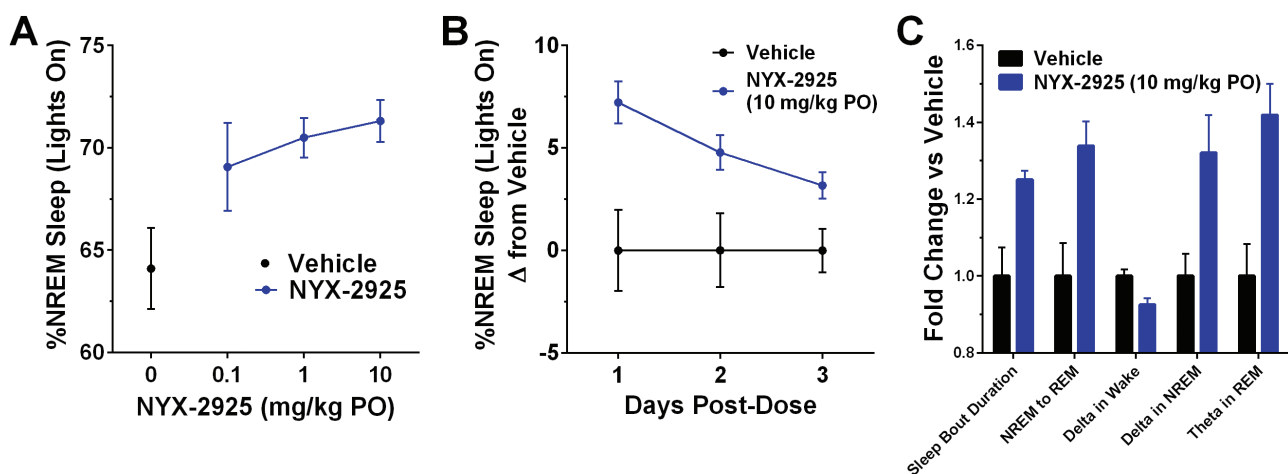 A
%NREM Sleep (Lights On)
75
70
65
60
Vehicle
NYX-2925
0 0.1 1 10
NYX-2925 (mg/kg PO)
B
%NREM Sleep (Lights On)
Δ from Vehicle
10
5
0
-5
Vehicle
NYX-2925
(10 mg/kg PO)
1 2 3
Days Post-Dose
C
Fold Change vs Vehicle
1.6
1.4
1.2
1.0
0.8
Vehicle
NYX-2925 (10 mg/kg PO)
Sleep Bout Duration
NREM to REM
Delta in Wake
Delta in NREM
Theta in REM